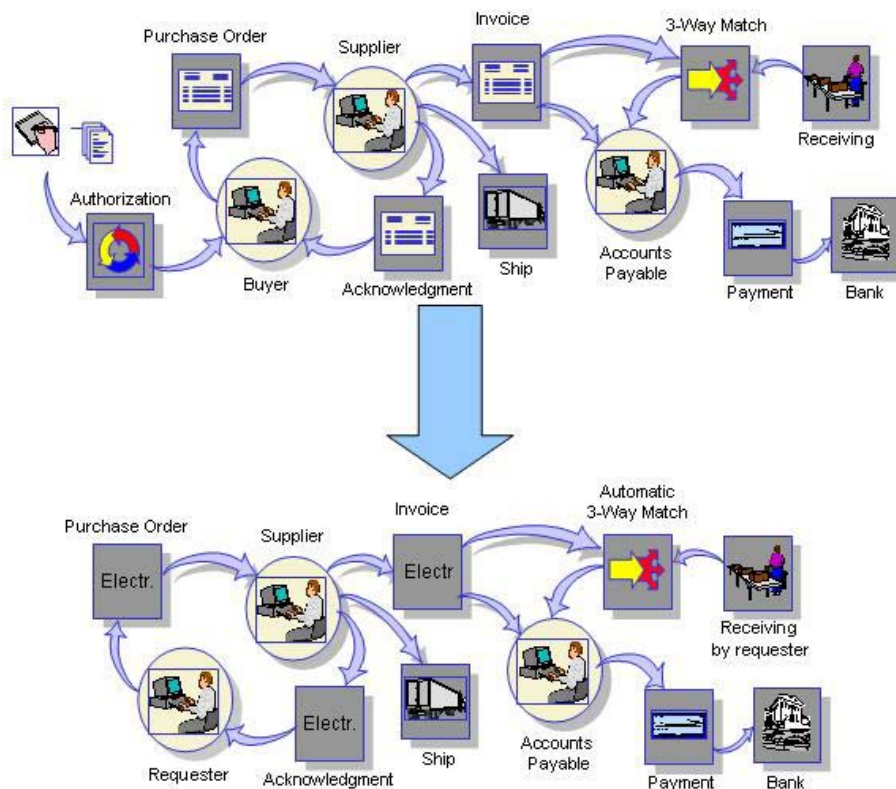 Invoice
3-Way Match
Purchase Order
Supplier
Receiving
Authorization
Buyer
Acknowledgment
Ship
Accounts
Payable
Payment
Bank
Automatic
3-Way Match
Invoice
Purchase Order
Supplier
Electr.
Electr
Receiving
by requester
Electr.
Requester
Acknowledgment
Ship
Accounts
Payable
Payment
Bank